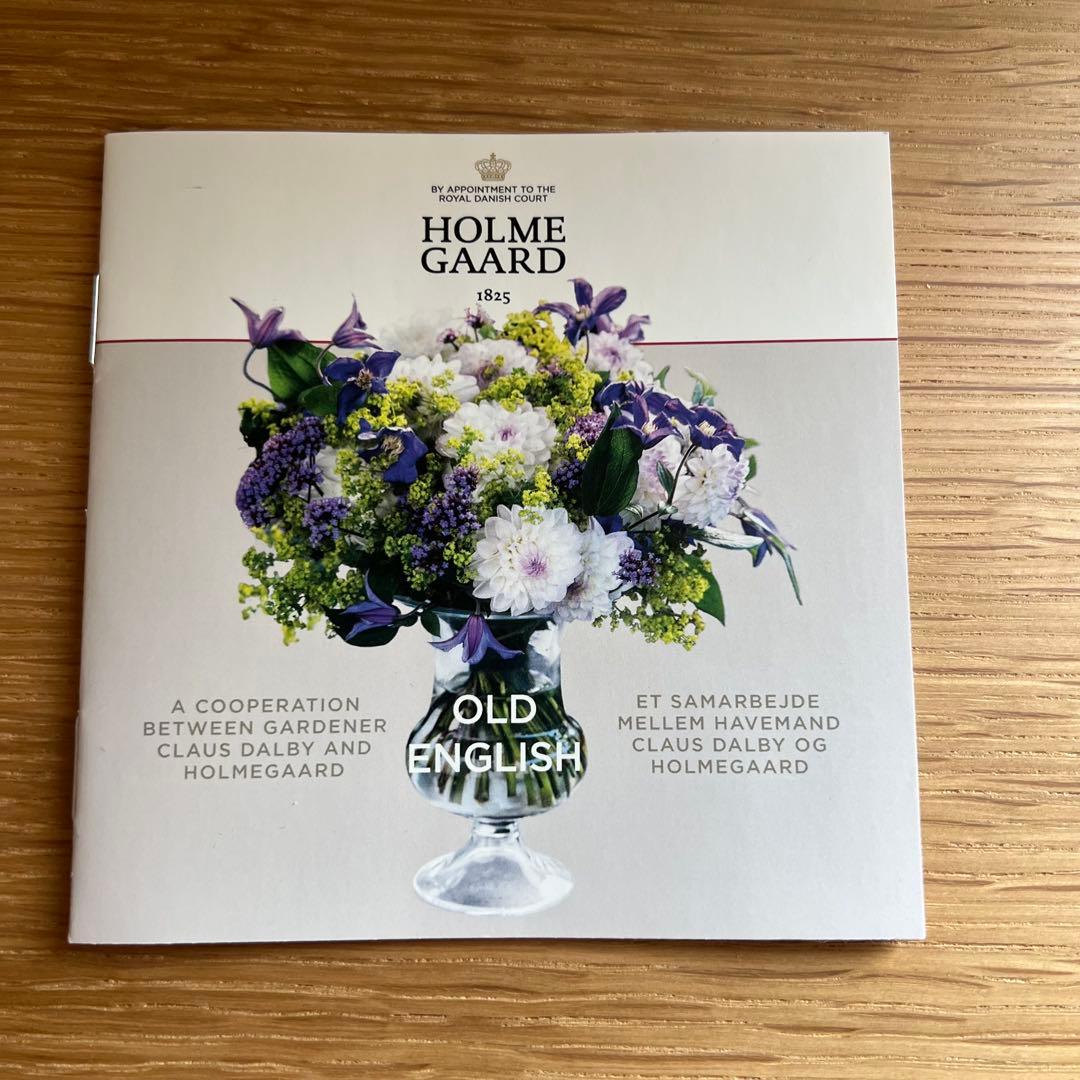 BY APPOINTMENT TO THE
ROYAL DANISH COURT
HOLME
GAARD
1825
A COOPERATION
BETWEEN GARDENER
CLAUS DALBY AND
HOLMEGAARD
OLD
ENGLISH
ET SAMARBEJDE
MELLEM HAVEMAND
CLAUS DALBY OG
HOLMEGAARD